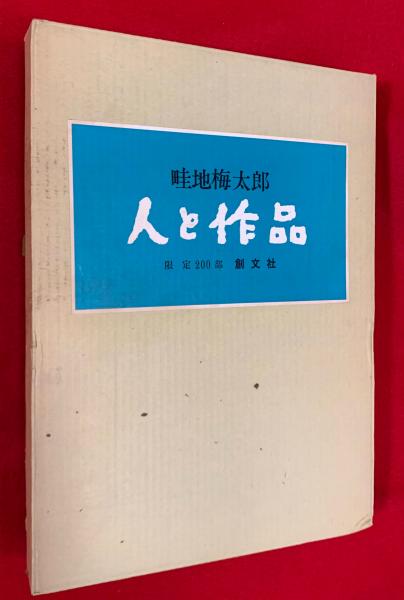 畦地梅太郎
人と作品
限定200部 創文社